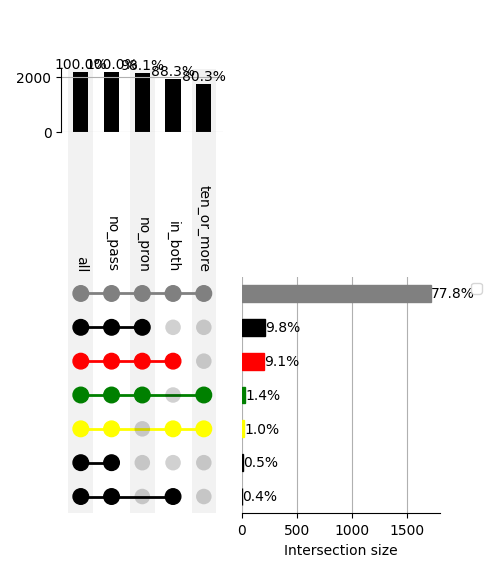 100.0%
100.0%
98.1%
88.3%
80.3%
2000
0
all
no_pass
no_pron
in_both
ten_or_more
77.8%
9.8%
9.1%
1.4%
1.0%
0.5%
0.4%
0 500 1000 1500
Intersection size